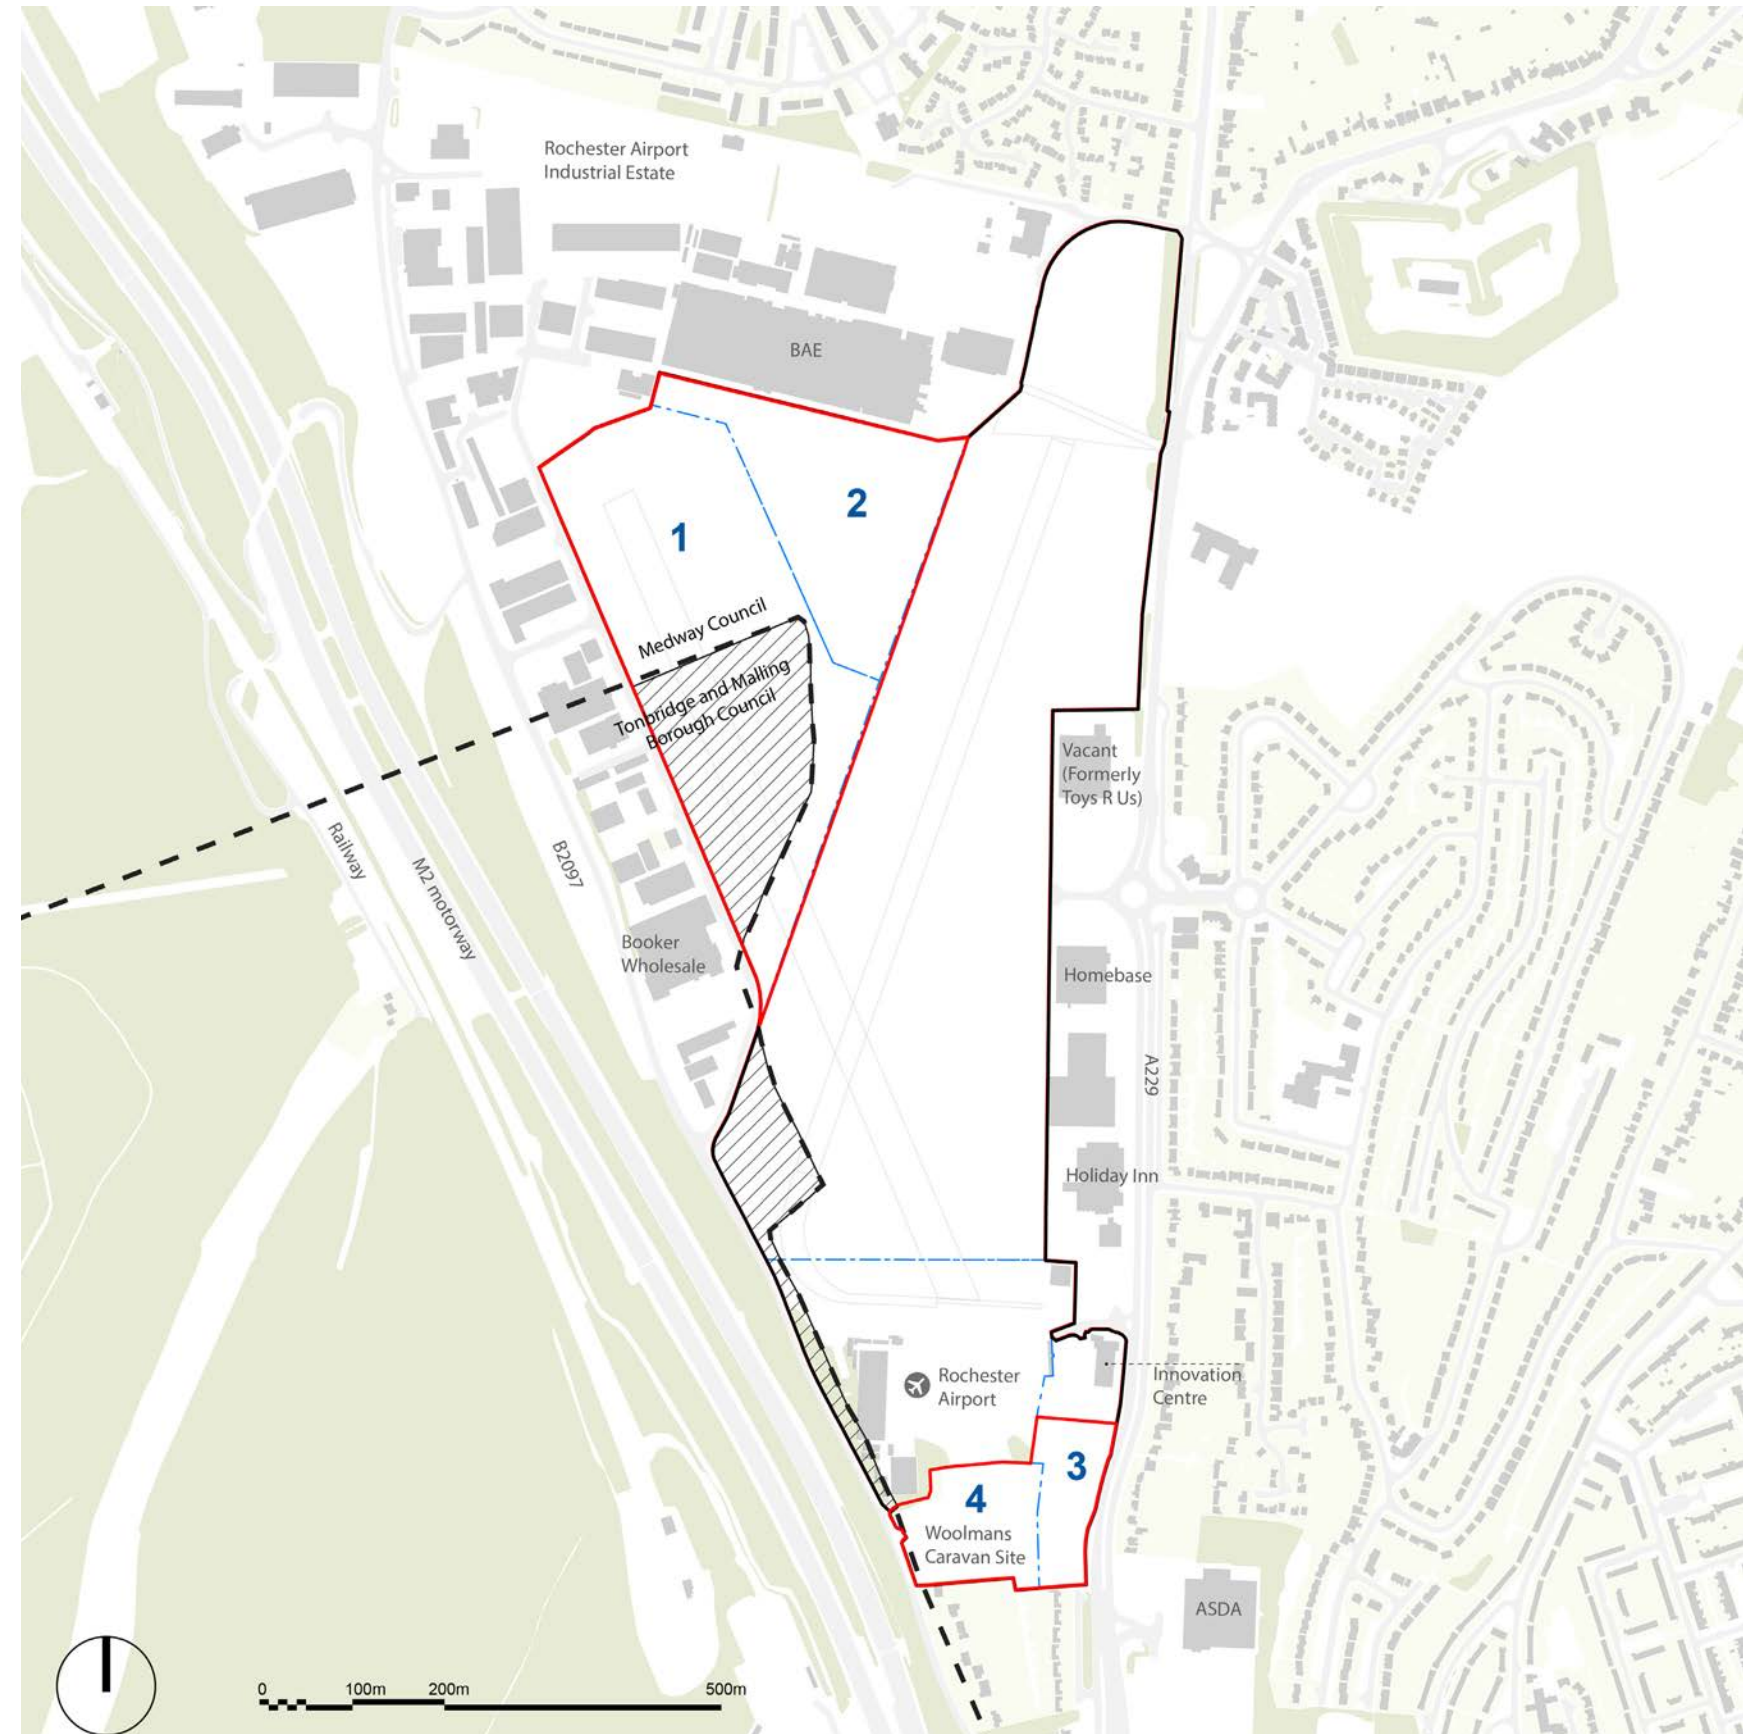 Rochester Airport
Industrial Estate
BAE
2
1
Medway Council
Tonbridge and Malling
Borough Council
Vacant
(Formerly
Toys R Us)
Railway
M2 motorway
B2097
Booker
Wholesale
Homebase
A229
Holiday Inn
Rochester
Airport
Innovation
Centre
3
4
Woolmans
Caravan Site
ASDA
0 100m 200m 500m